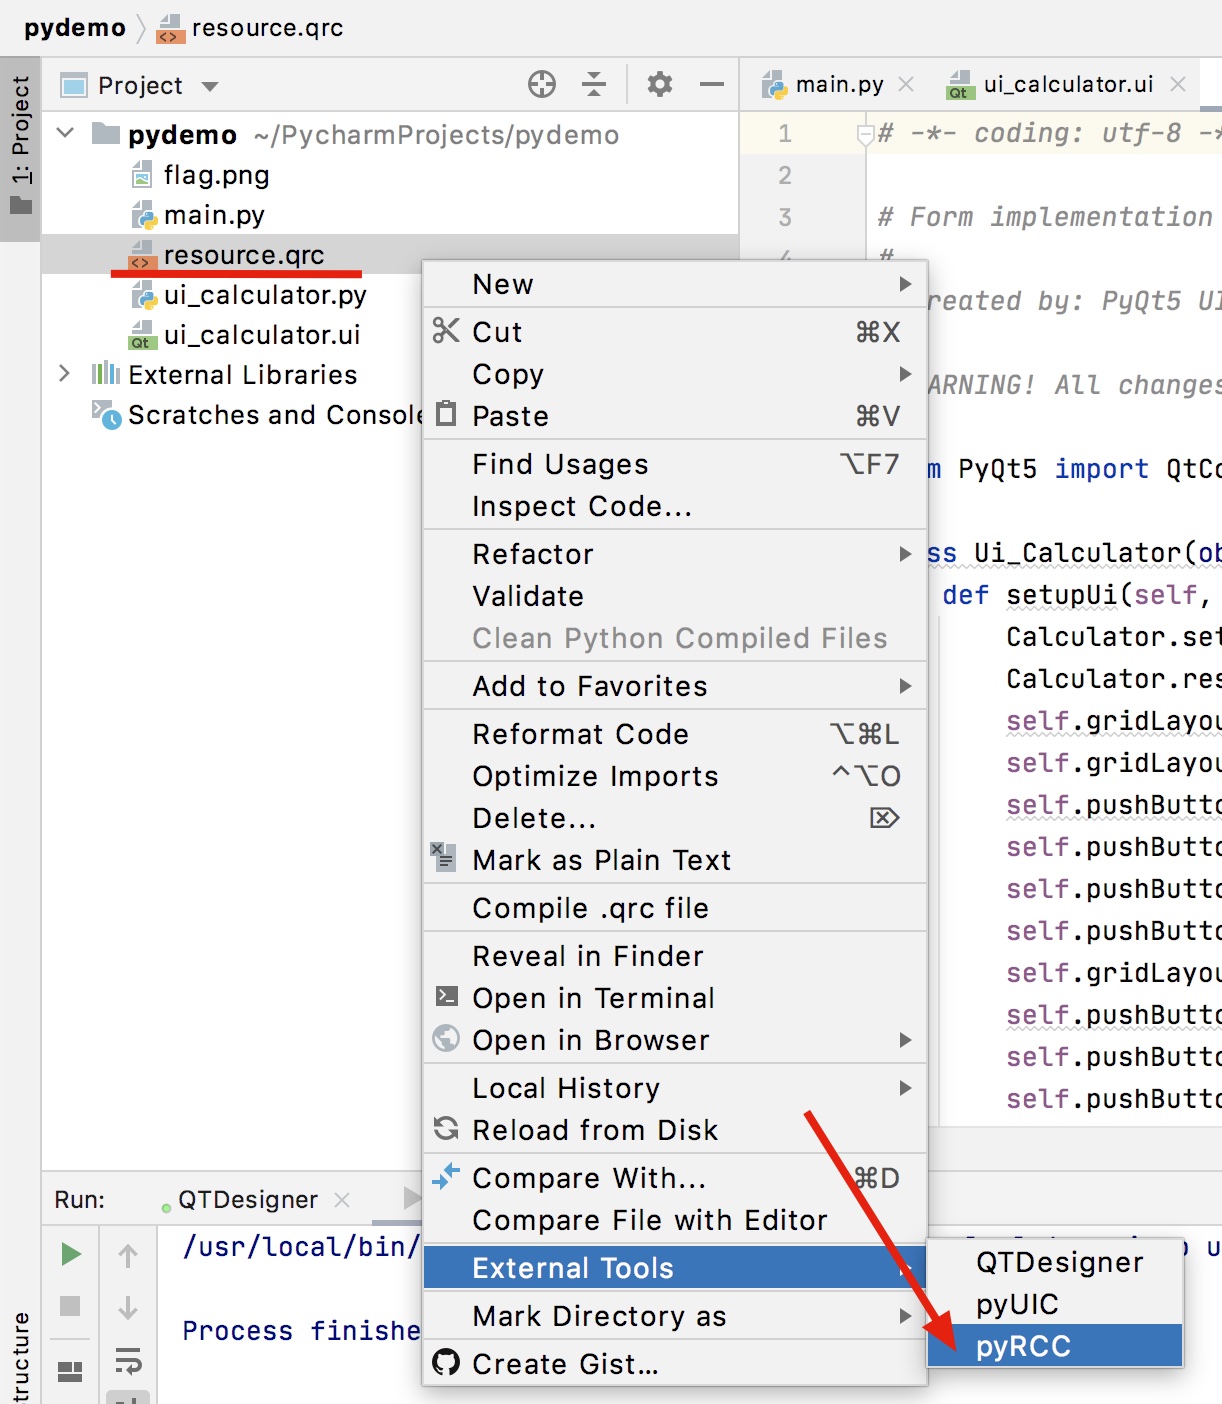 pydemo resource.qrc
1: Project
Project
main.py ui_calculator.ui
pydemo ~/PycharmProjects/pydemo
flag.png
main.py
resource.qrc
ui_calculator.py
ui_calculator.ui
External Libraries
Scratches and Console
1 # -*- coding: utf-8 -*
2
3 # Form implementation
4 #
reated by: PyQt5 UI
ARNING! All changes
m PyQt5 import QtCo
ss Ui_Calculator(ob
def setupUi(self,
Calculator.set
Calculator.res
self.gridLayou
self.gridLayou
self.pushButto
self.pushButto
self.pushButto
self.pushButto
self.gridLayou
self.pushButto
self.pushButto
self.pushButto
New
Cut ⌘X
Copy
Paste ⌘V
Find Usages ⌥F7
Inspect Code...
Refactor
Validate
Clean Python Compiled Files
Add to Favorites
Reformat Code ⌥⌘L
Optimize Imports ^⌥O
Delete... ⌦
Mark as Plain Text
Compile .qrc file
Reveal in Finder
Open in Terminal
Open in Browser
Local History
Reload from Disk
Compare With... ⌘D
Compare File with Editor
External Tools
Mark Directory as
Create Gist...
QTDesigner
pyUIC
pyRCC
Run: QTDesigner
/usr/local/bin/
Process finishe
tructure